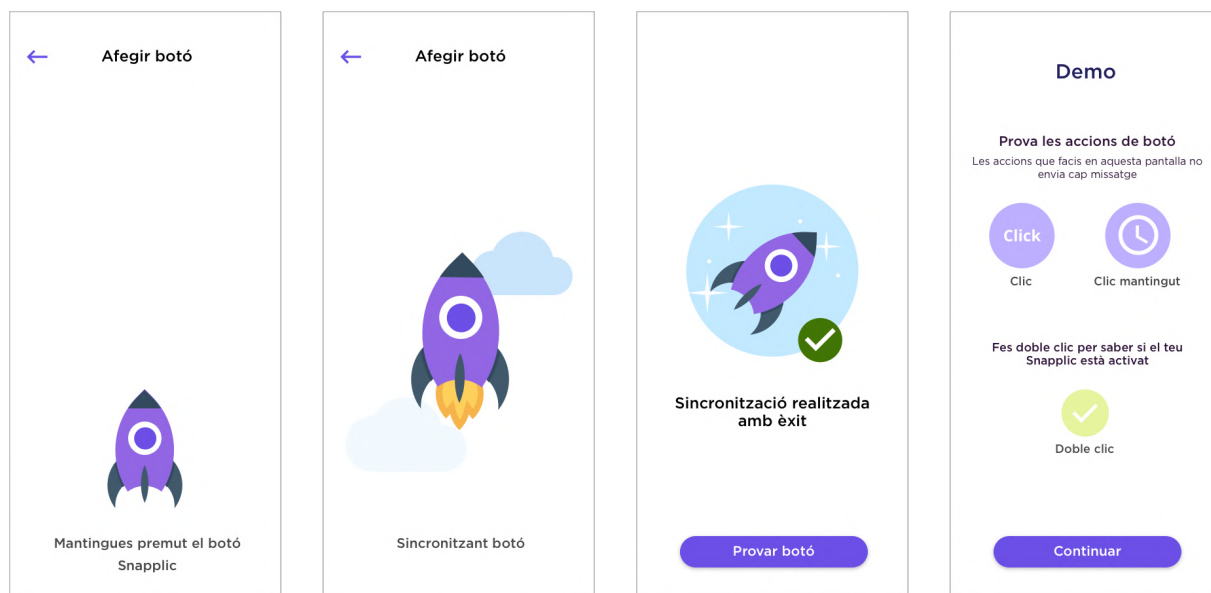 Afegir botó
Mantingues premut el botó
Snapplic
Afegir botó
Sincronitzant botó
Sincronització realitzada
amb èxit
Provar botó
Demo
Prova les accions de botó
Les accions que facis en aquesta pantalla no
envia cap missatge
Click
Clic
Clic mantingut
Fes doble clic per saber si el teu
Snapplic està activat
Doble clic
Continuar